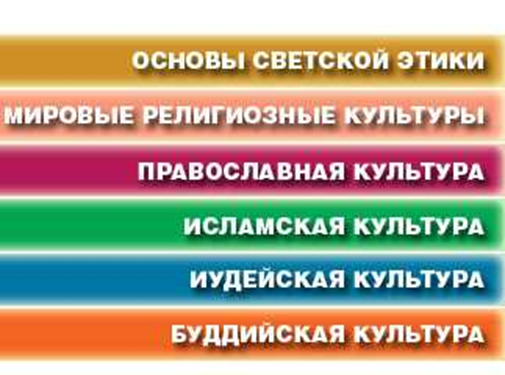 ОСНОВЫ СВЕТСКОЙ ЭТИКИ
МИРОВЫЕ РЕЛИГИОЗНЫЕ КУЛЬТУРЫ
ПРАВОСЛАВНАЯ КУЛЬТУРА
ИСЛАМСКАЯ КУЛЬТУРА
ИУДЕЙСКАЯ КУЛЬТУРА
БУДДИЙСКАЯ КУЛЬТУРА